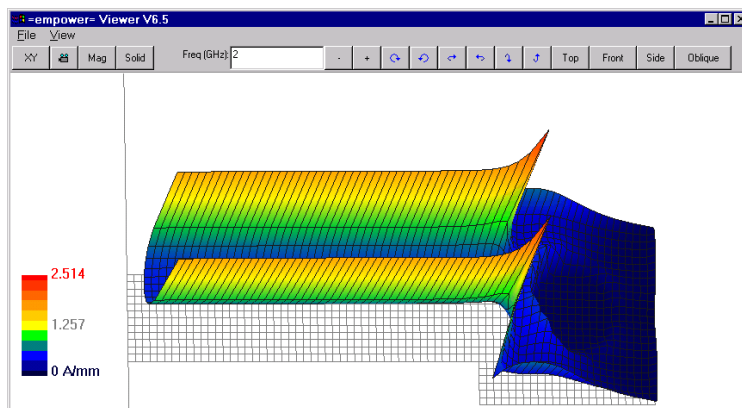 =empower= Viewer V6.5
File View
XY Mag Solid Freq (GHz): 2 - + Top Front Side Oblique
2.514
1.257
0 A/mm